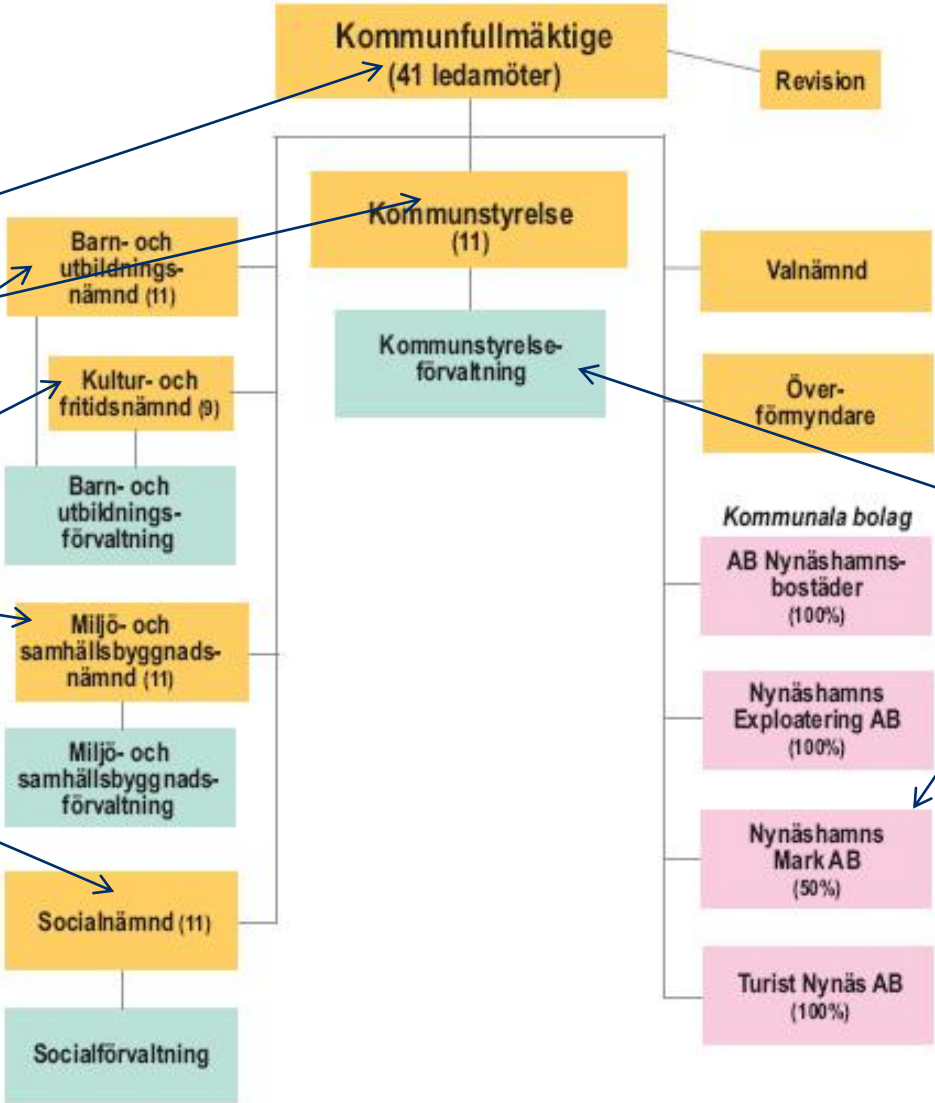 Kommunfullmäktige
(41 ledamöter)
Revision
Kommunstyrelse
(11)
Kommunstyrelse-
förvaltning
Barn- och
utbildnings-
nämnd (11)
Kultur- och
fritidsnämnd (9)
Barn- och
utbildnings-
förvaltning
Miljö- och
samhällsbyggnads-
nämnd (11)
Miljö- och
samhällsbyggnads-
förvaltning
Socialnämnd (11)
Socialförvaltning
Valnämnd
Över-
förmyndare
Kommunala bolag
AB Nynäshamns-
bostäder
(100%)
Nynäshamns
Exploatering AB
(100%)
Nynäshamns
Mark AB
(50%)
Turist Nynäs AB
(100%)